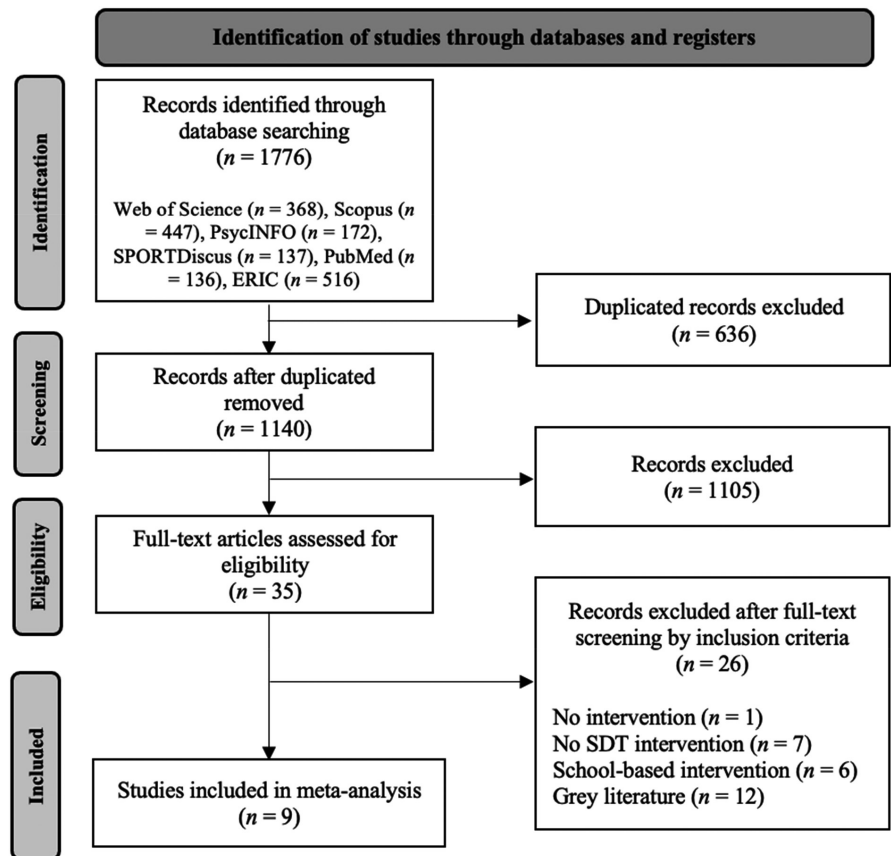 Identification of studies through databases and registers
Identification
Records identified through
database searching
(n = 1776)
Web of Science (n = 368), Scopus (n
= 447), PsycINFO (n = 172),
SPORTDiscus (n = 137), PubMed (n
= 136), ERIC (n = 516)
Duplicated records excluded
(n = 636)
Screening
Records after duplicated
removed
(n = 1140)
Records excluded
(n = 1105)
Eligibility
Full-text articles assessed for
eligibility
(n = 35)
Records excluded after full-text
screening by inclusion criteria
(n = 26)
No intervention (n = 1)
No SDT intervention (n = 7)
School-based intervention (n = 6)
Grey literature (n = 12)
Included
Studies included in meta-analysis
(n = 9)